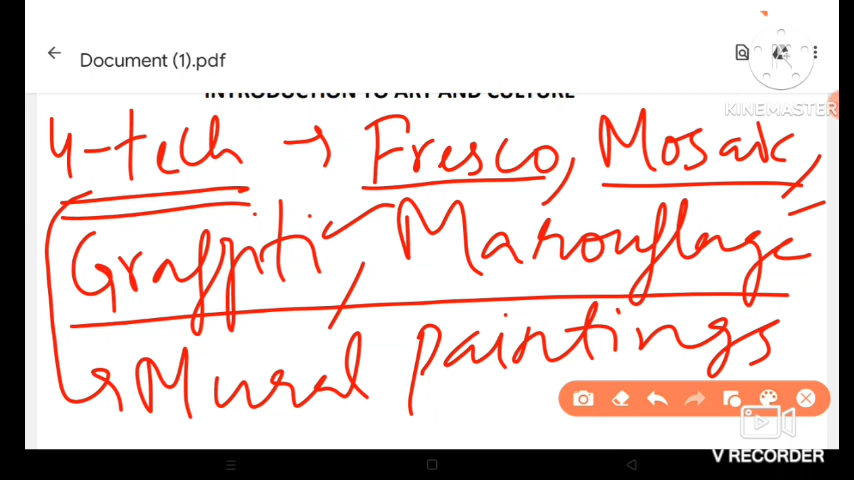 Document (1).pdf
KINEMASTER
INTRODUCTION TO ART AND CULTURE
4-tech → Fresco, Mosaic,
Graffiti, Marouflage
Mural Paintings
V RECORDER